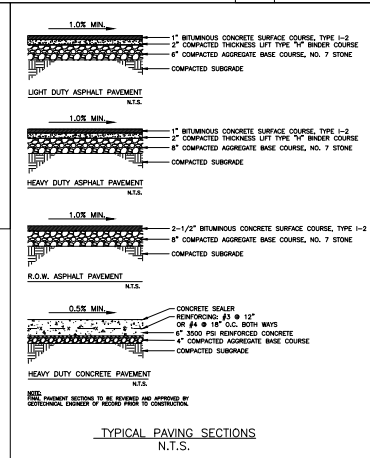 1.0% MIN.
1" BITUMINOUS CONCRETE SURFACE COURSE, TYPE I-2
2" COMPACTED THICKNESS LIFT TYPE "H" BINDER COURSE
6" COMPACTED AGGREGATE BASE COURSE, NO. 7 STONE
COMPACTED SUBGRADE
LIGHT DUTY ASPHALT PAVEMENT
N.T.S.
1.0% MIN.
1" BITUMINOUS CONCRETE SURFACE COURSE, TYPE I-2
2" COMPACTED THICKNESS LIFT TYPE "H" BINDER COURSE
8" COMPACTED AGGREGATE BASE COURSE, NO. 7 STONE
COMPACTED SUBGRADE
HEAVY DUTY ASPHALT PAVEMENT
N.T.S.
1.0% MIN.
2-1/2" BITUMINOUS CONCRETE SURFACE COURSE, TYPE I-2
8" COMPACTED AGGREGATE BASE COURSE, NO. 7 STONE
COMPACTED SUBGRADE
R.O.W. ASPHALT PAVEMENT
N.T.S.
0.5% MIN.
CONCRETE SEALER
REINFORCING: #3 @ 12"
OR #4 @ 18" O.C. BOTH WAYS
6" 3500 PSI REINFORCED CONCRETE
4" COMPACTED AGGREGATE BASE COURSE
COMPACTED SUBGRADE
HEAVY DUTY CONCRETE PAVEMENT
N.T.S.
NOTE:
FINAL PAVEMENT SECTIONS TO BE REVIEWED AND APPROVED BY
GEOTECHNICAL ENGINEER OF RECORD PRIOR TO CONSTRUCTION.
TYPICAL PAVING SECTIONS
N.T.S.